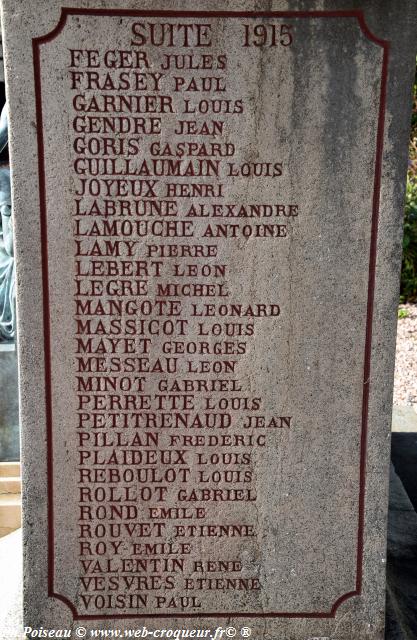 SUITE 1915
FEGER JULES
FRASEY PAUL
GARNIER LOUIS
GENDRE JEAN
GORIS GASPARD
GUILLAUMAIN LOUIS
JOYEUX HENRI
LABRUNE ALEXANDRE
LAMOUCHE ANTOINE
LAMY PIERRE
LEBERT LEON
LEGRE MICHEL
MANGOTE LEONARD
MASSICOT LOUIS
MAYET GEORGES
MESSEAU LEON
MINOT GABRIEL
PERRETTE LOUIS
PETITRENAUD JEAN
PILLAN FREDERIC
PLAIDEUX LOUIS
REBOULOT LOUIS
ROLLOT GABRIEL
ROND EMILE
ROUVET ETIENNE
ROY EMILE
VALENTIN RENE
VESVRES ETIENNE
VOISIN PAUL
Ph Poiseau © www.web-croqueur.fr ®©